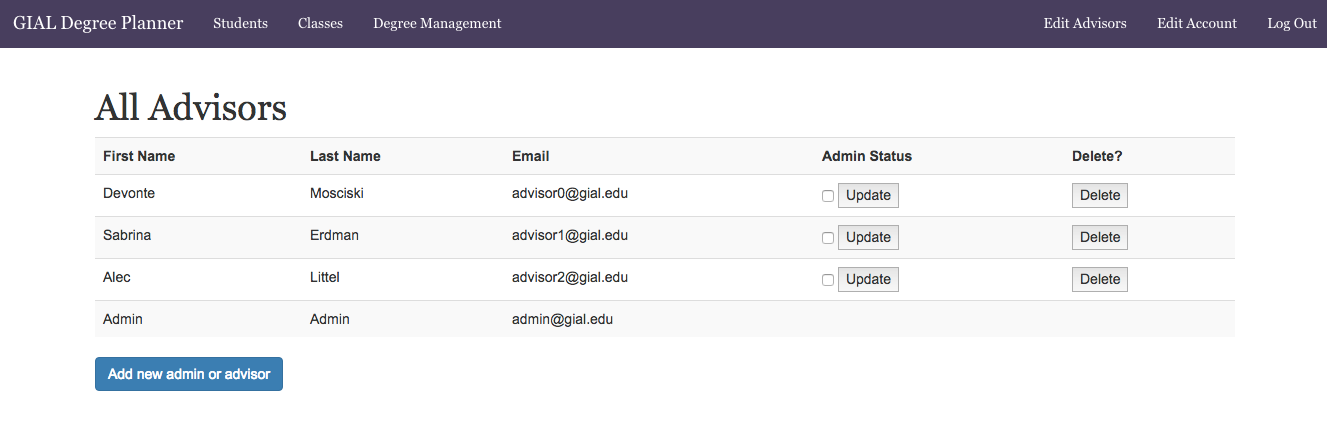 GIAL Degree Planner Students Classes Degree Management Edit Advisors Edit Account Log Out
All Advisors
First Name Last Name Email Admin Status Delete?
Devonte Mosciski advisor0@gial.edu Update Delete
Sabrina Erdman advisor1@gial.edu Update Delete
Alec Littel advisor2@gial.edu Update Delete
Admin Admin admin@gial.edu
Add new admin or advisor